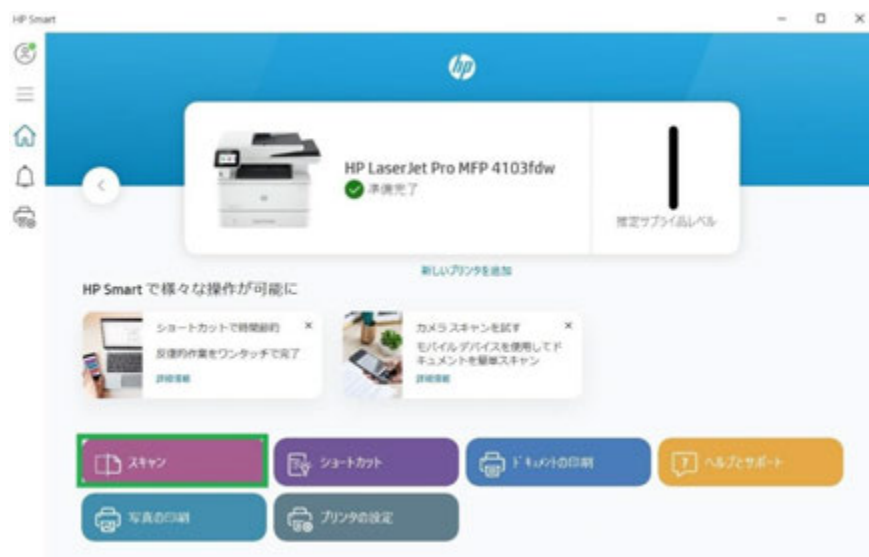 HP Smart
hp
HP LaserJet Pro MFP 4103fdw
準備完了
推定サプライ品レベル
新しいプリンタを追加
HP Smart で様々な操作が可能に
ショートカットで時間節約
反復的作業をワンタッチで完了
詳細情報
カメラ スキャンを試す
モバイル デバイスを使用してド
キュメントを簡単スキャン
詳細情報
スキャン
ショートカット
ドキュメントの印刷
ヘルプとサポート
写真の印刷
プリンタの設定